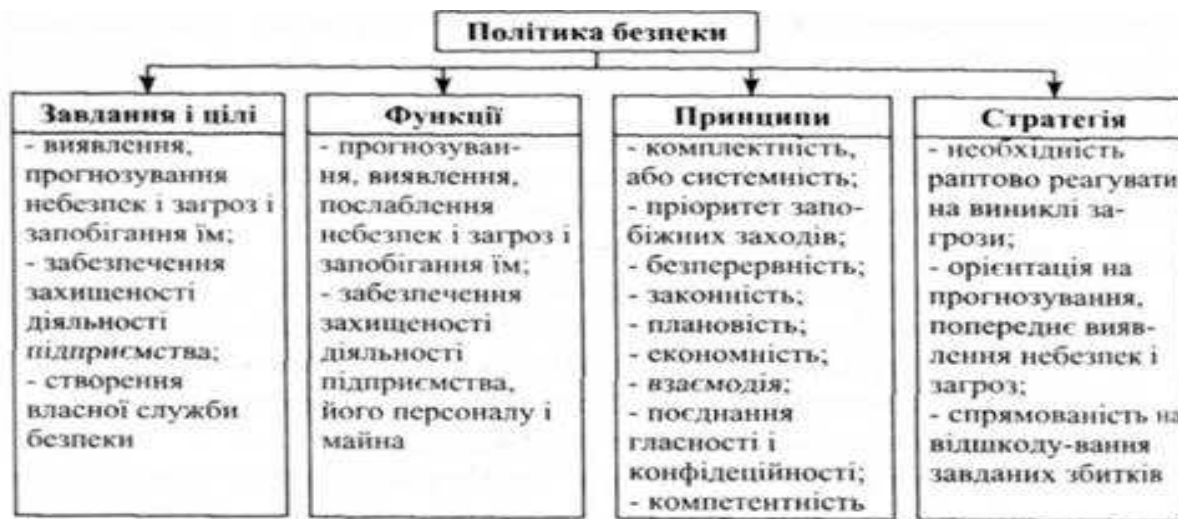 Політика безпеки
Завдання і цілі
- виявлення,
прогнозування
небезпек і загроз і
запобігання їм;
- забезпечення
захищеності
діяльності
підприємства;
- створення
власної служби
безпеки
Функції
- прогнозуван-
ня, виявлення,
послаблення
небезпек і загроз і
запобігання їм;
- забезпечення
захищеності
діяльності
підприємства,
його персоналу і
майна
Принципи
- комплектність,
або системність;
- пріоритет запо-
біжних заходів;
- безперервність;
- законність;
- плановість;
- економність;
- взаємодія;
- поєднання
гласності і
конфідеційності;
- компетентність
Стратегія
- необхідність
раптово реагувати
на виниклі за-
грози;
- орієнтація на
прогнозування,
попереднє вияв-
лення небезпек і
загроз;
- спрямованість на
відшкоду-вання
завданих збитків